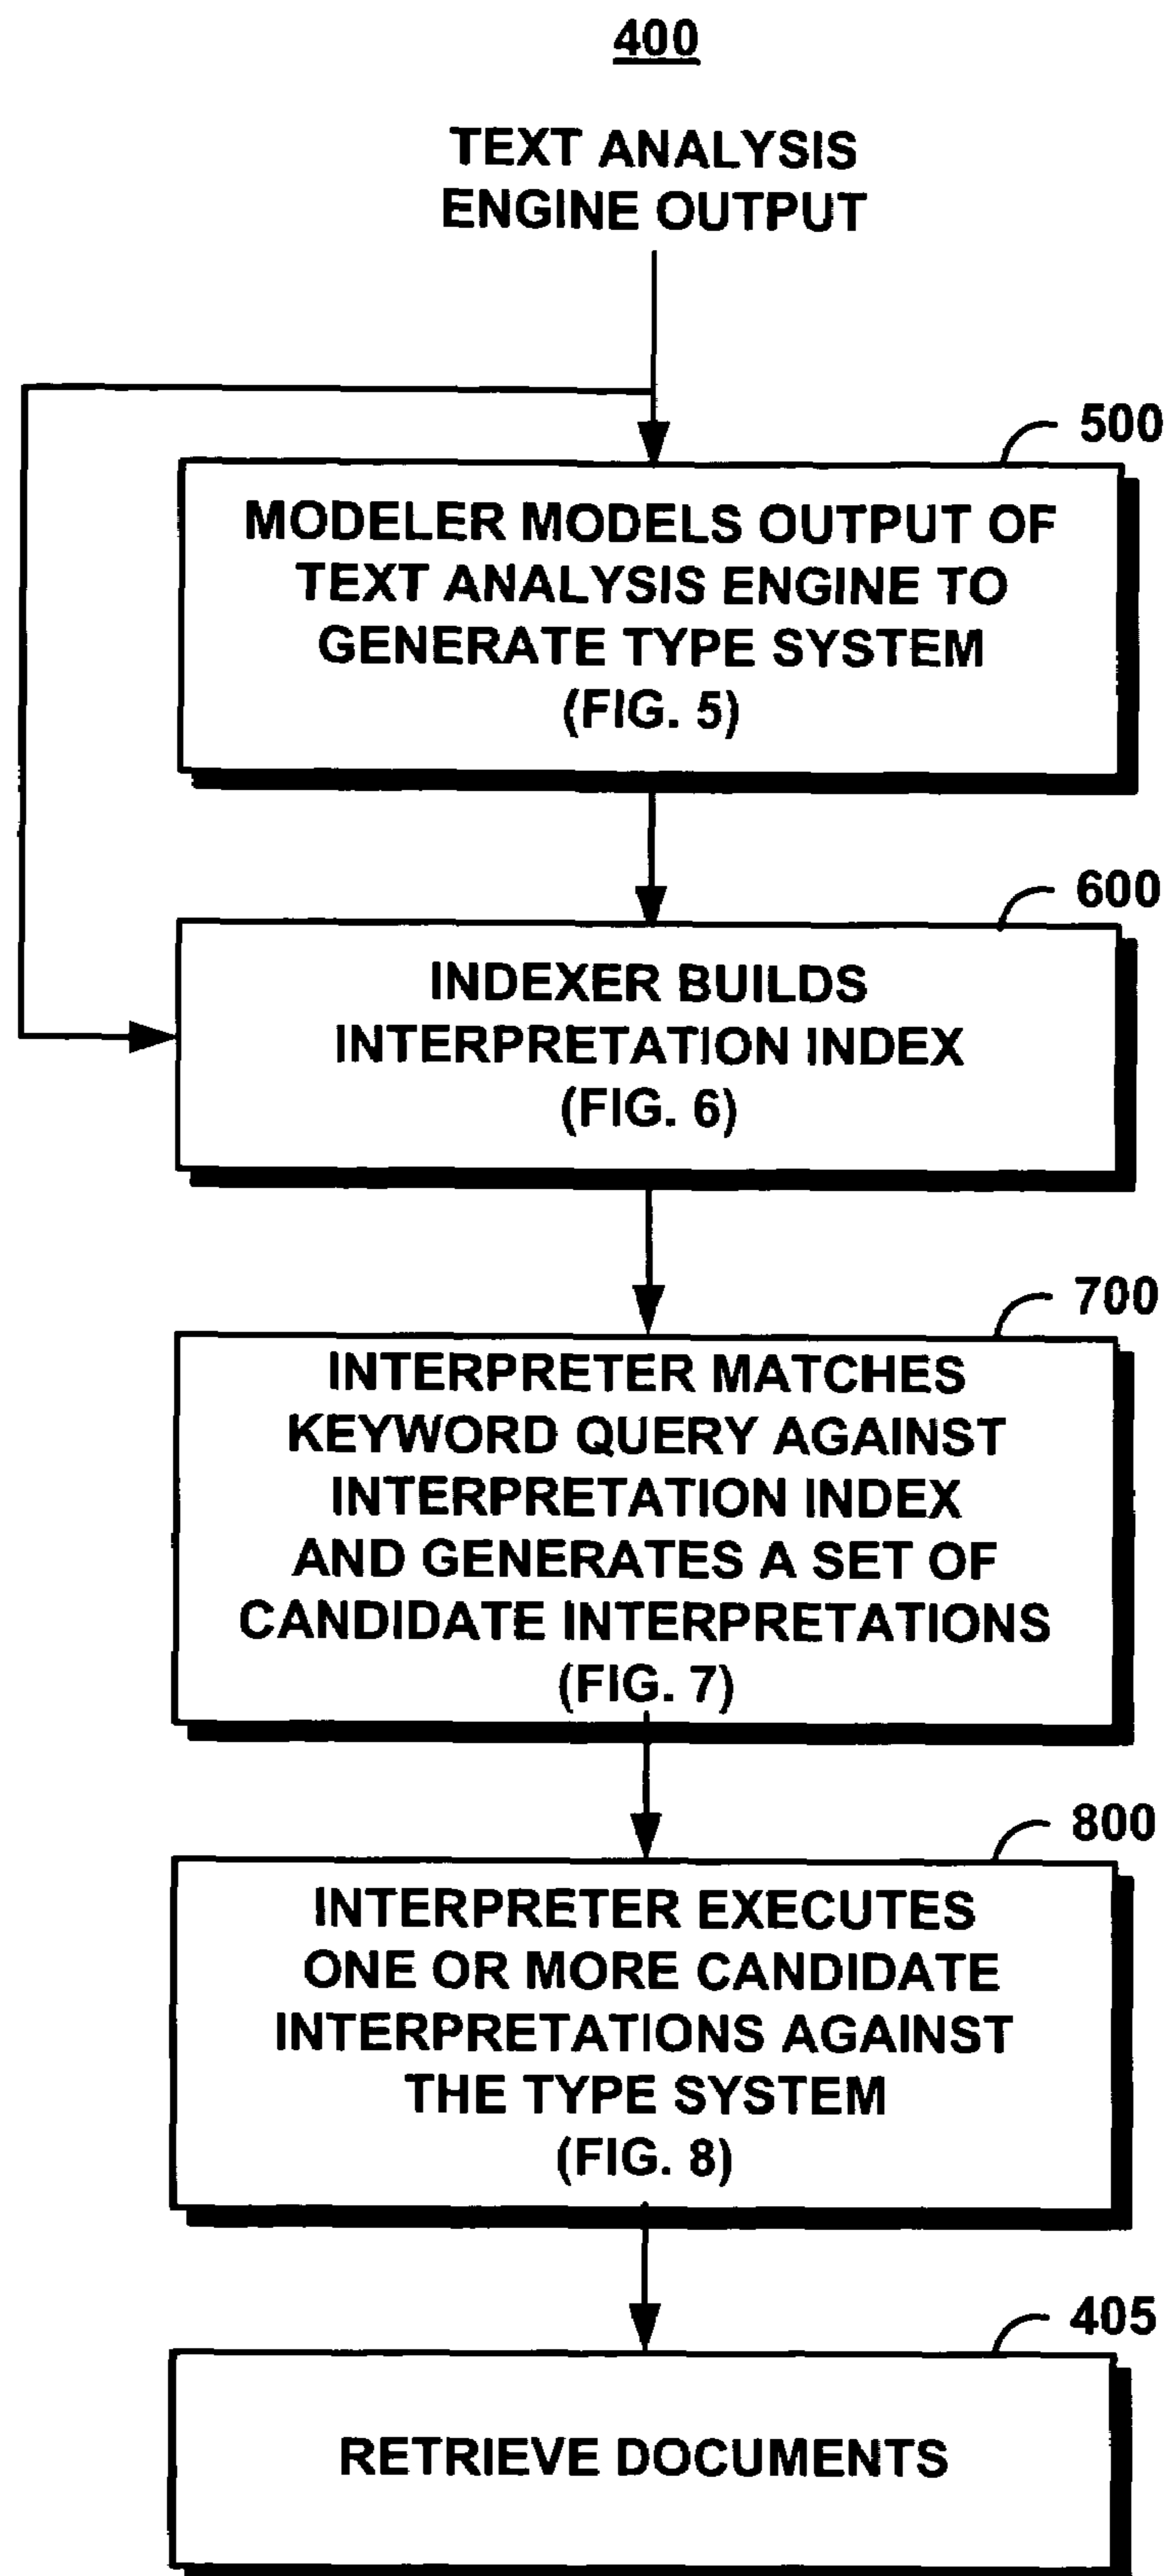 400
TEXT ANALYSIS
ENGINE OUTPUT
500
MODELER MODELS OUTPUT OF
TEXT ANALYSIS ENGINE TO
GENERATE TYPE SYSTEM
(FIG. 5)
600
INDEXER BUILDS
INTERPRETATION INDEX
(FIG. 6)
700
INTERPRETER MATCHES
KEYWORD QUERY AGAINST
INTERPRETATION INDEX
AND GENERATES A SET OF
CANDIDATE INTERPRETATIONS
(FIG. 7)
800
INTERPRETER EXECUTES
ONE OR MORE CANDIDATE
INTERPRETATIONS AGAINST
THE TYPE SYSTEM
(FIG. 8)
405
RETRIEVE DOCUMENTS